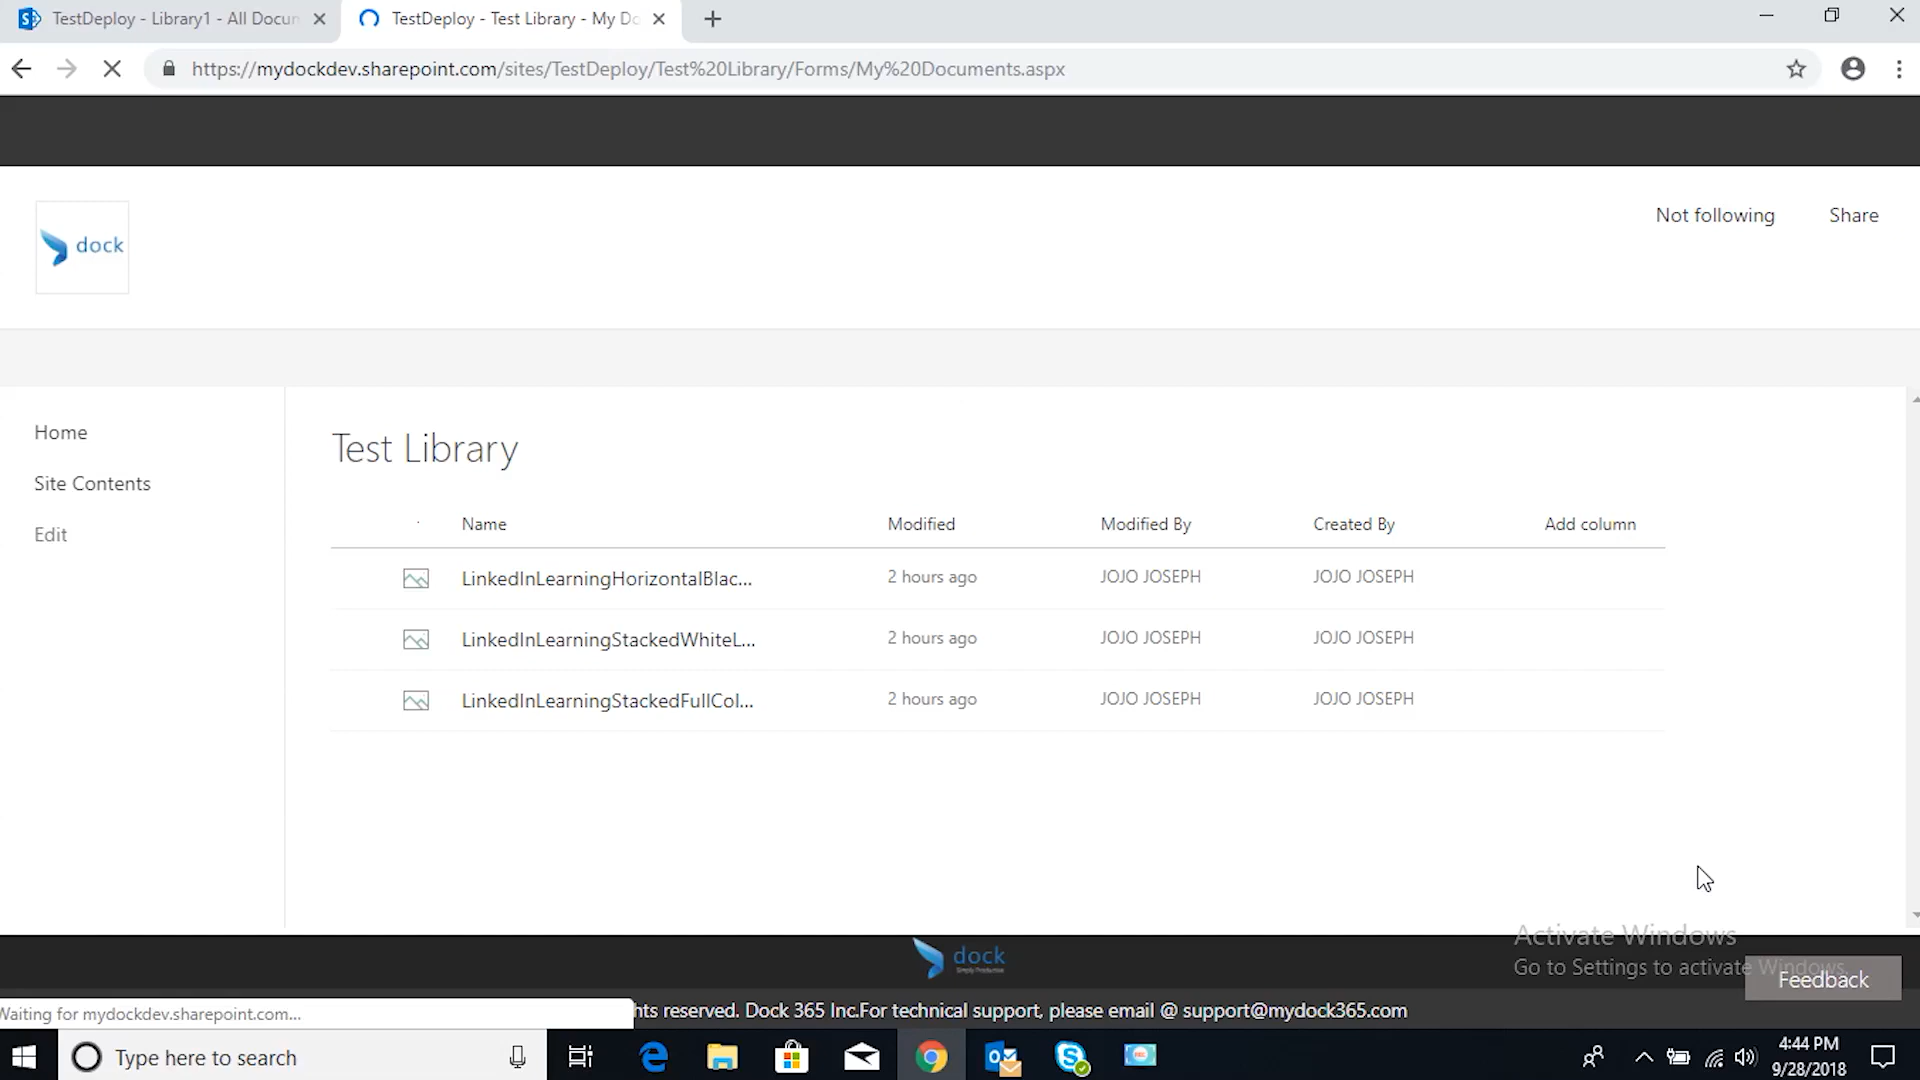 TestDeploy - Library1 - All Docum
TestDeploy - Test Library - My Do
https://mydockdev.sharepoint.com/sites/TestDeploy/Test%20Library/Forms/My%20Documents.aspx
dock
Not following
Share
Home
Site Contents
Edit
Test Library
Name Modified Modified By Created By Add column
LinkedInLearningHorizontalBlac... 2 hours ago JOJO JOSEPH JOJO JOSEPH
LinkedInLearningStackedWhiteL... 2 hours ago JOJO JOSEPH JOJO JOSEPH
LinkedInLearningStackedFullCol... 2 hours ago JOJO JOSEPH JOJO JOSEPH
Activate Windows
Go to Settings to activate Windows.
Feedback
dock
Simply Productive
Waiting for mydockdev.sharepoint.com...
hts reserved. Dock 365 Inc.For technical support, please email @ support@mydock365.com
Type here to search
4:44 PM
9/28/2018